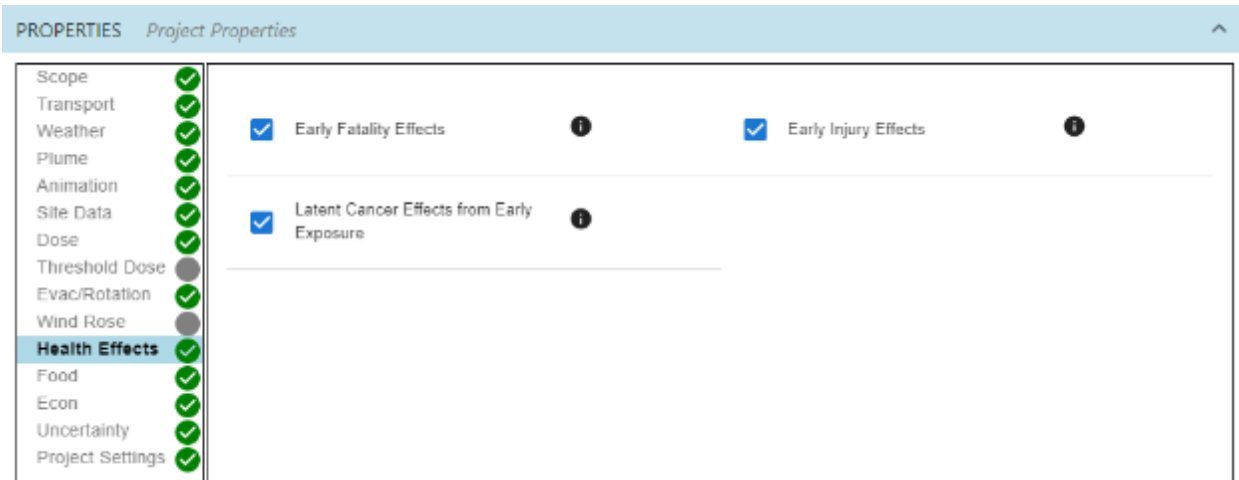 PROPERTIES Project Properties
Scope
Transport
Weather
Plume
Animation
Site Data
Dose
Threshold Dose
Evac/Rotation
Wind Rose
Health Effects
Food
Econ
Uncertainty
Project Settings
Early Fatality Effects
Early Injury Effects
Latent Cancer Effects from Early
Exposure